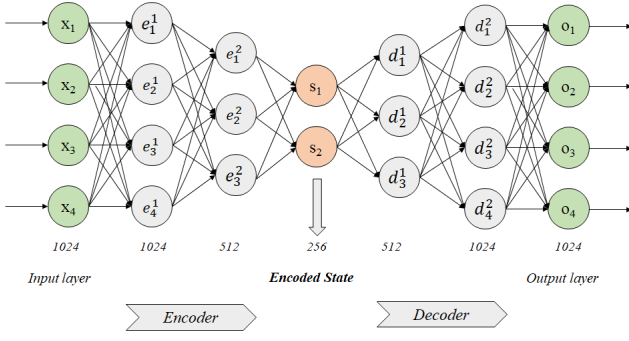 x₁ e₁¹ e₁² s₁ d₁¹ d₁² o₁
x₂ e₂¹ e₂² s₂ d₂¹ d₂² o₂
x₃ e₃¹ e₃² d₃¹ d₃² o₃
x₄ e₄¹ d₄² o₄
1024 1024 512 256 512 1024 1024
Input layer Encoded State Output layer
Encoder Decoder